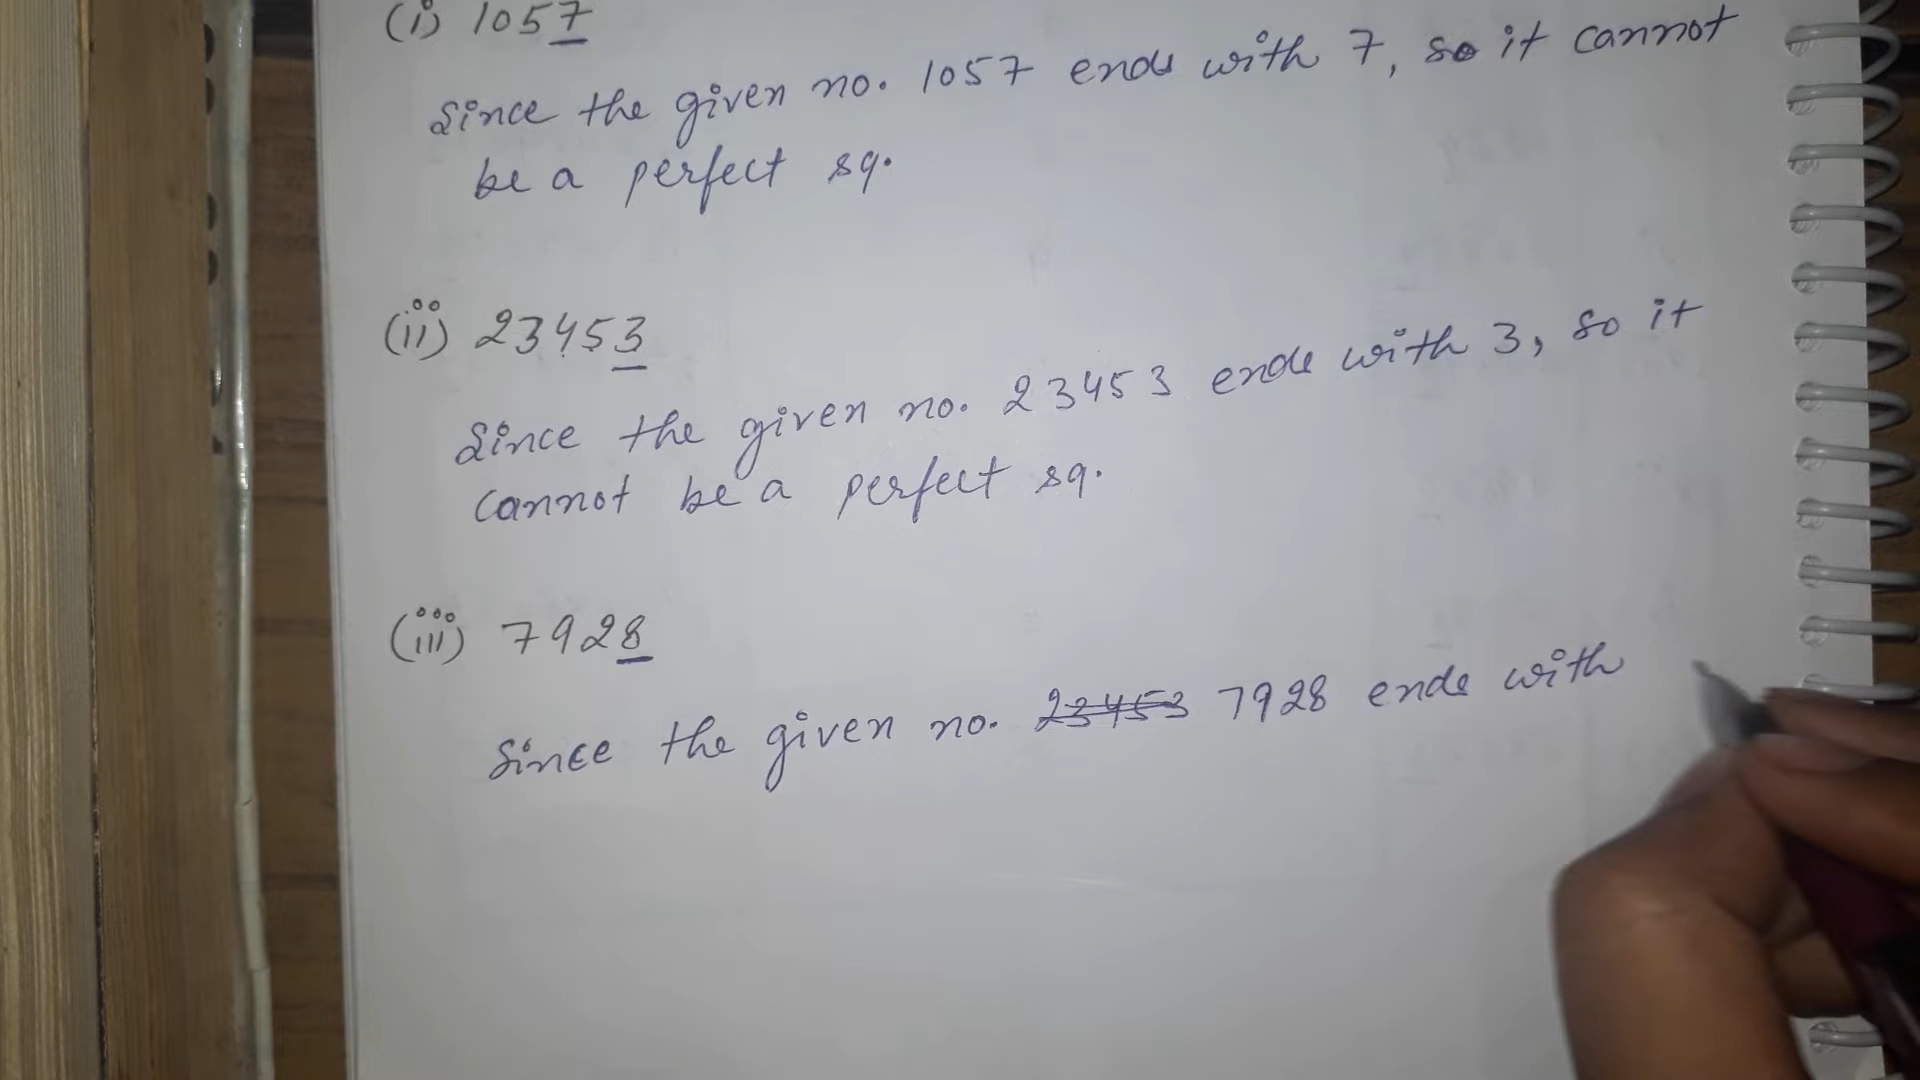 (i) 1057
Since the given no. 1057 ends with 7, so it cannot
be a perfect sq.
(ii) 23453
Since the given no. 23453 ends with 3, so it
cannot be a perfect sq.
(iii) 7928
Since the given no. 23453 7928 ends with